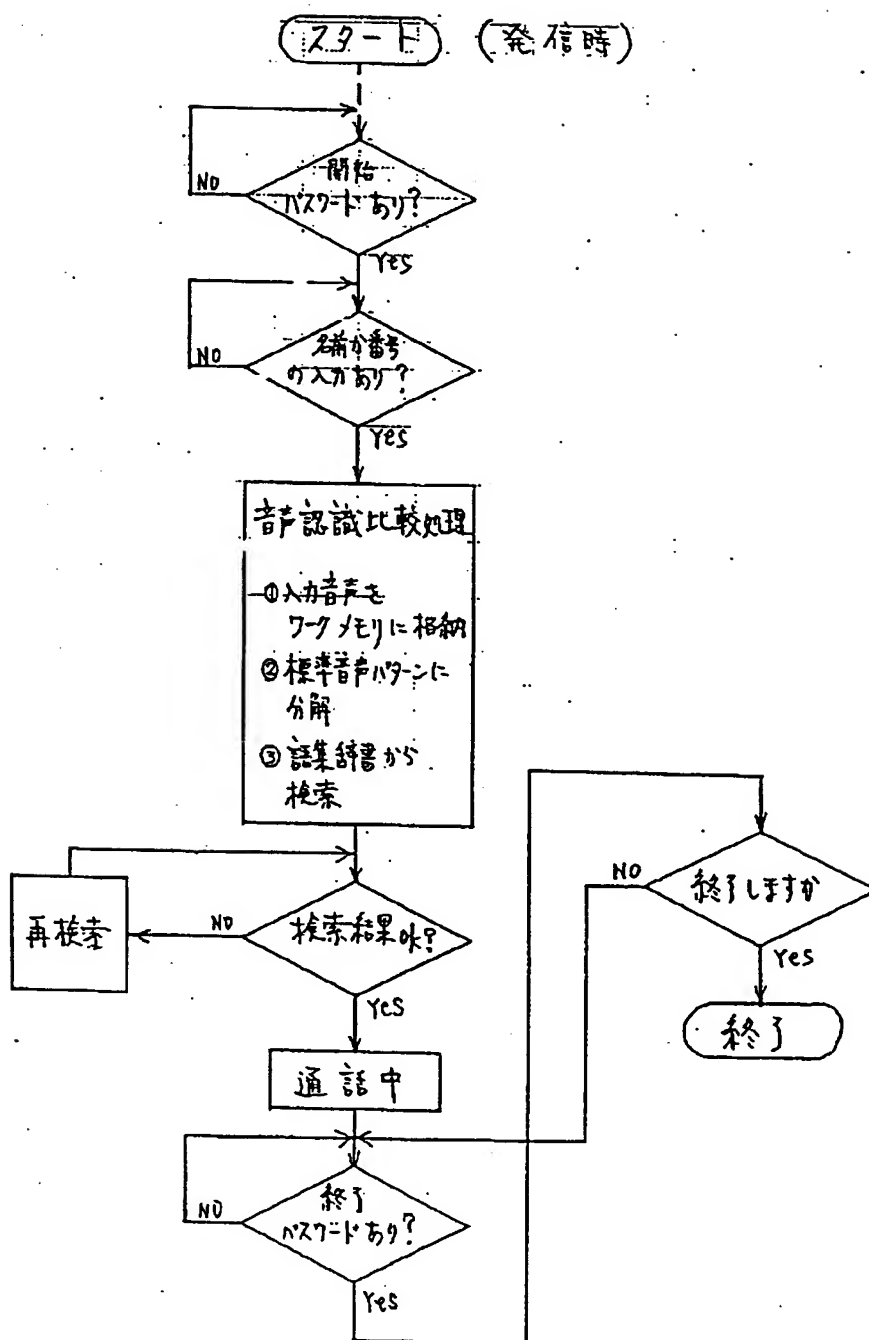 スタート (発信時)
開始
パスワードあり?
NO
Yes
名前か番号
の入力あり?
NO
Yes
音声認識比較処理
①入力音声を
ワークメモリに格納
②標準音声パターンに
分解
③語集辞書から
検索
検索結果ok?
NO
再検索
Yes
通話中
終了
パスワードあり?
NO
Yes
終了しますか
NO
Yes
終了